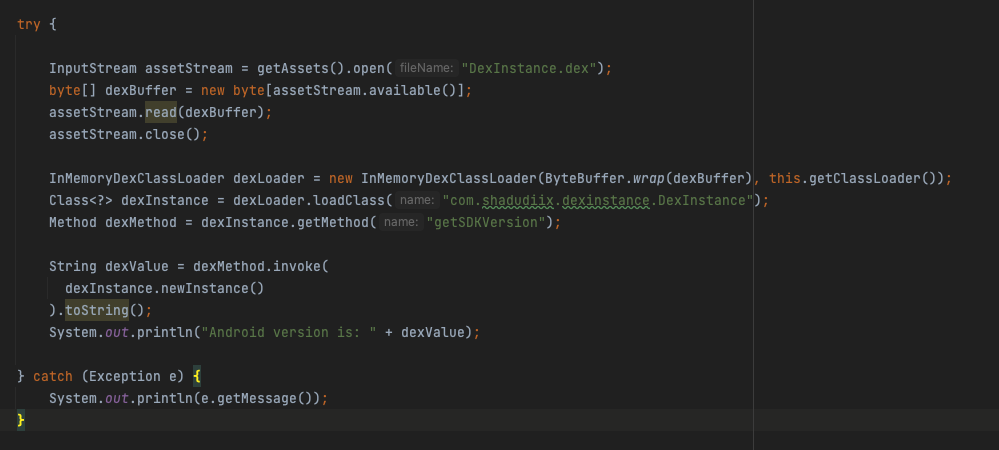 try {
InputStream assetStream = getAssets().open( fileName: "DexInstance.dex");
byte[] dexBuffer = new byte[assetStream.available()];
assetStream.read(dexBuffer);
assetStream.close();
InMemoryDexClassLoader dexLoader = new InMemoryDexClassLoader(ByteBuffer.wrap(dexBuffer), this.getClassLoader());
Class<?> dexInstance = dexLoader.loadClass( name: "com.shadudiix.dexinstance.DexInstance");
Method dexMethod = dexInstance.getMethod( name: "getSDKVersion");
String dexValue = dexMethod.invoke(
dexInstance.newInstance()
).toString();
System.out.println("Android version is: " + dexValue);
} catch (Exception e) {
System.out.println(e.getMessage());
}